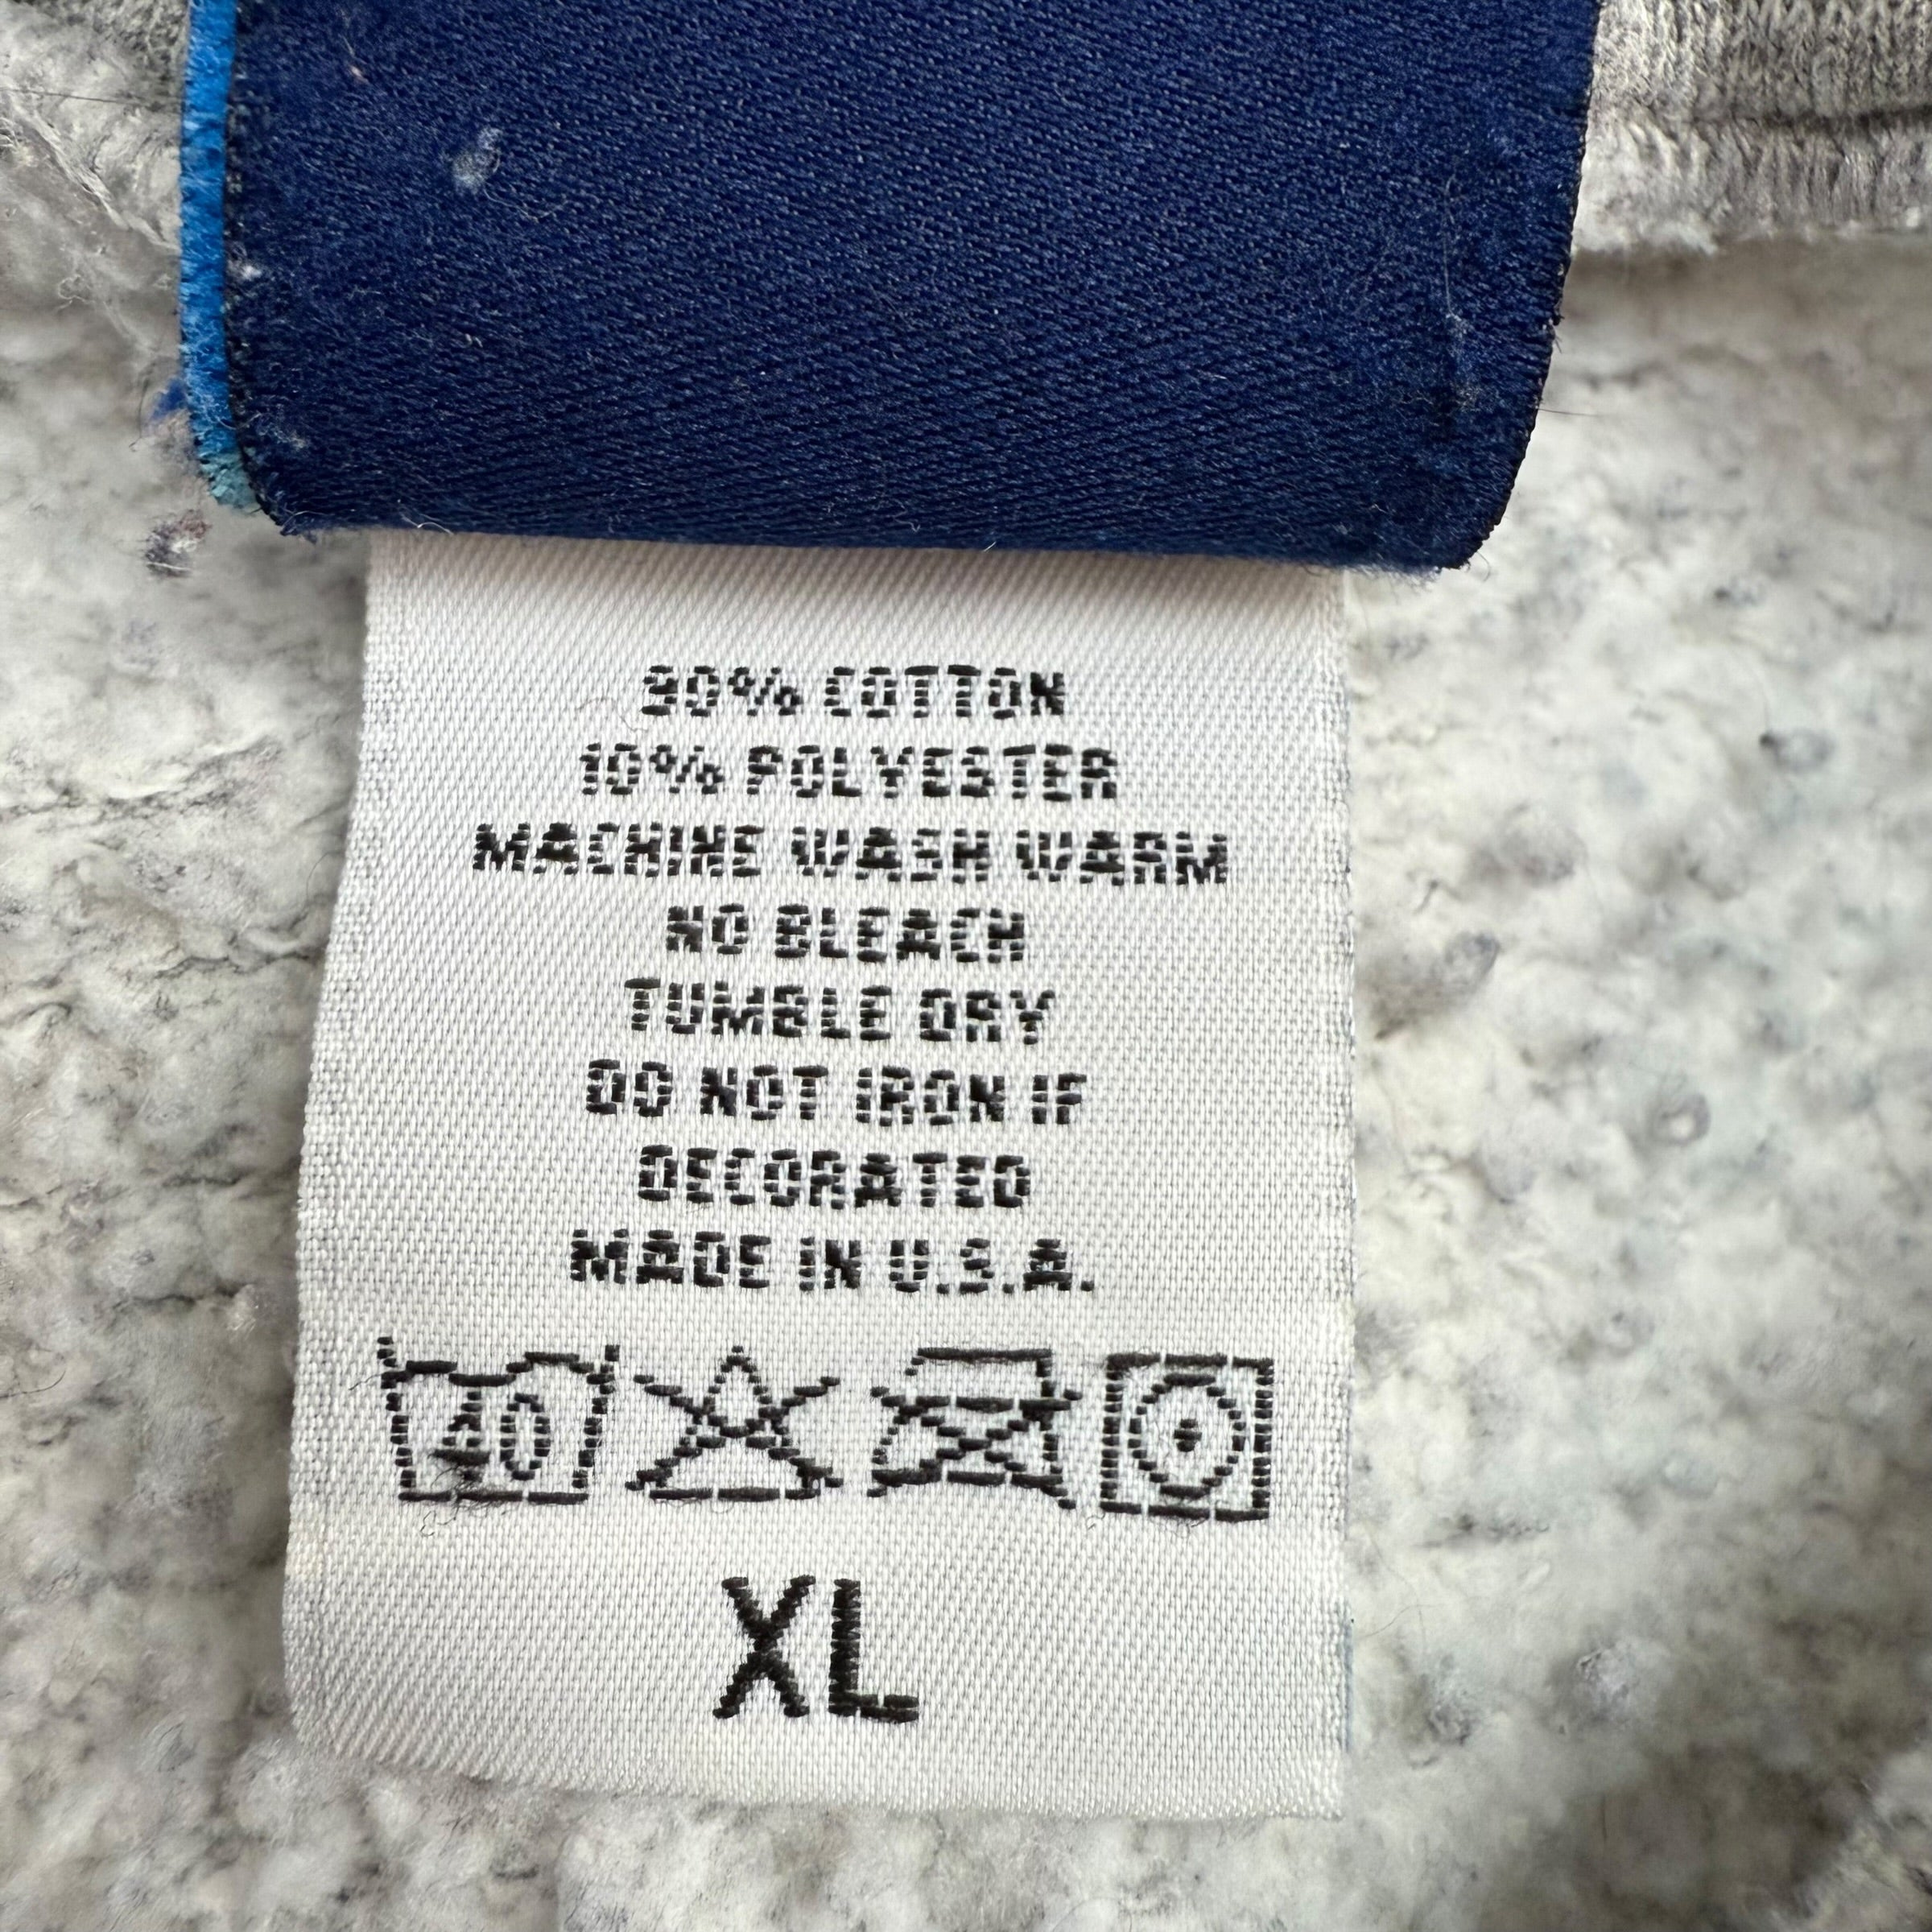 90% COTTON
10% POLYESTER
MACHINE WASH WARM
NO BLEACH
TUMBLE DRY
DO NOT IRON IF
DECORATED
MADE IN U.S.A.
40
XL